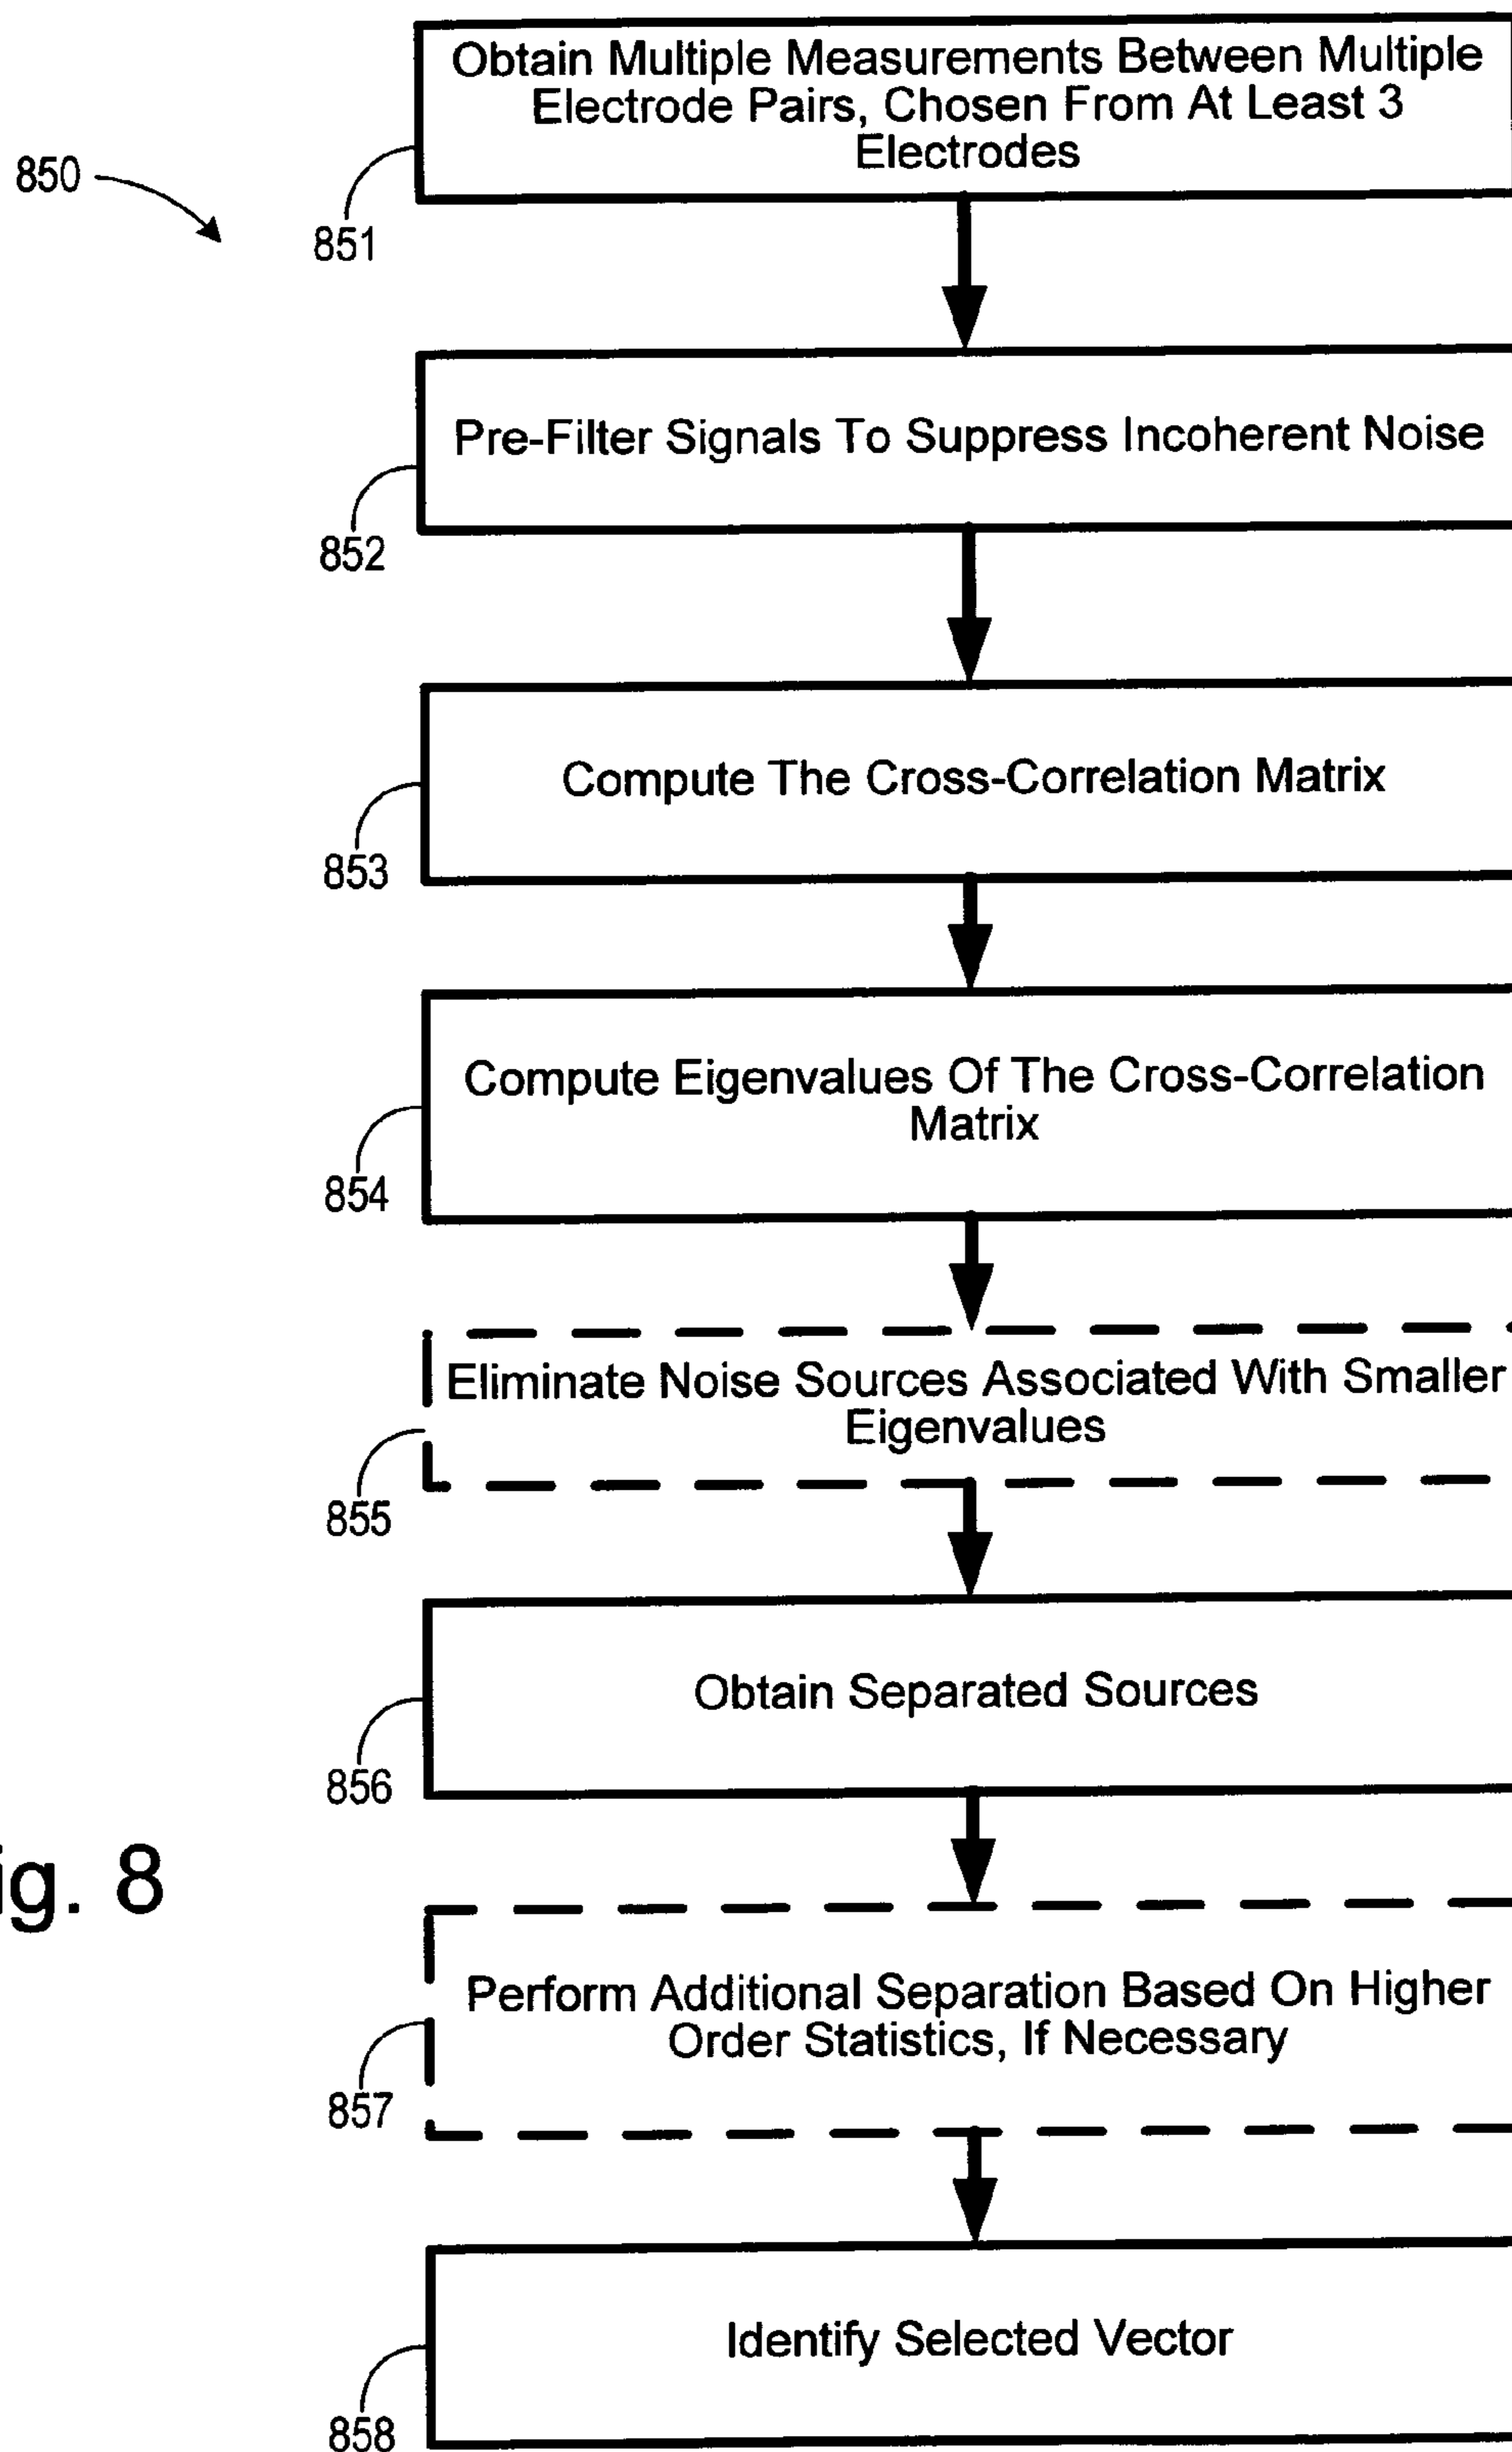 Obtain Multiple Measurements Between Multiple
Electrode Pairs, Chosen From At Least 3
Electrodes
850
851
Pre-Filter Signals To Suppress Incoherent Noise
852
Compute The Cross-Correlation Matrix
853
Compute Eigenvalues Of The Cross-Correlation
Matrix
854
Eliminate Noise Sources Associated With Smaller
Eigenvalues
855
Obtain Separated Sources
856
ig. 8
Perform Additional Separation Based On Higher
Order Statistics, If Necessary
857
Identify Selected Vector
858